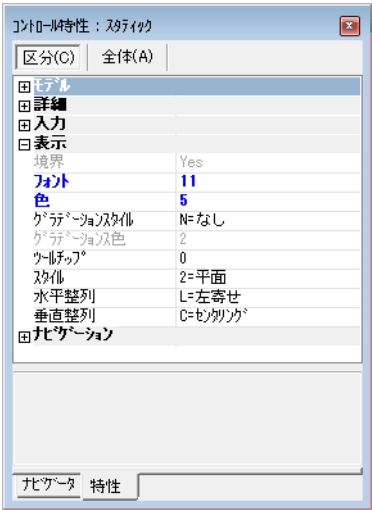 ｺﾝﾄﾛｰﾙ特性 : ｽﾀﾃｨｯｸ
区分(C) 全体(A)
ﾓﾃﾞﾙ
詳細
入力
表示
境界 Yes
ﾌｫﾝﾄ 11
色 5
ｸﾞﾗﾃﾞｰｼｮﾝｽﾀｲﾙ N=なし
ｸﾞﾗﾃﾞｰｼｮﾝｽ色 2
ﾂｰﾙﾁｯﾌﾟ 0
ｽﾀｲﾙ 2=平面
水平整列 L=左寄せ
垂直整列 C=ｾﾝﾀﾘﾝｸﾞ
ﾅﾋﾞｹﾞｰｼｮﾝ
ﾅﾋﾞｹﾞｰﾀ 特性